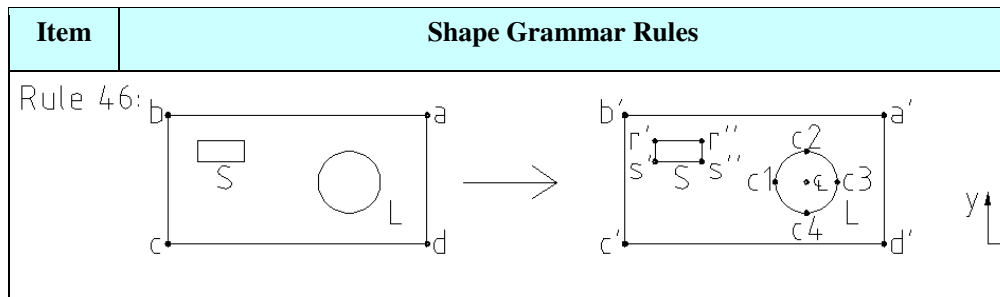 Item Shape Grammar Rules
Rule 46:
b a b' a'
r' r'' c2
s' S s'' c1 ℄ c3
S L L y
c4
c d c' d'